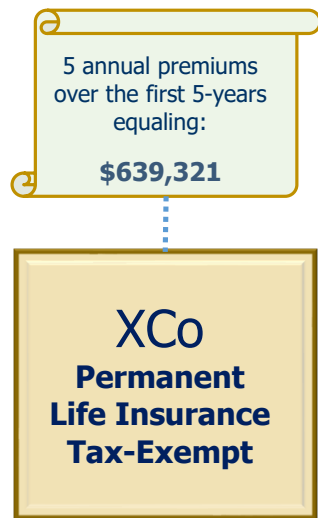 5 annual premiums
over the first 5-years
equaling:
$639,321
XCo
Permanent
Life Insurance
Tax-Exempt